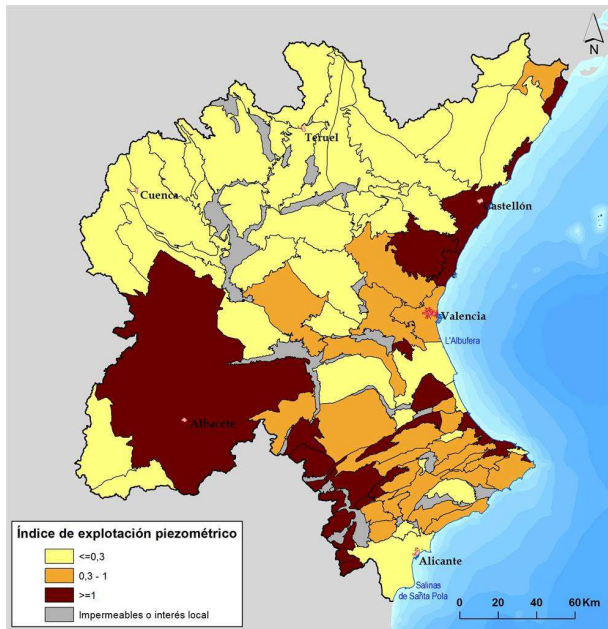 N
Teruel
Cuenca
Castellón
Valencia
L'Albufera
Albacete
Índice de explotación piezométrico
<=0,3
0,3 - 1
>=1
Impermeables o interés local
Alicante
Salinas
de Santa Pola
0 20 40 60 Km